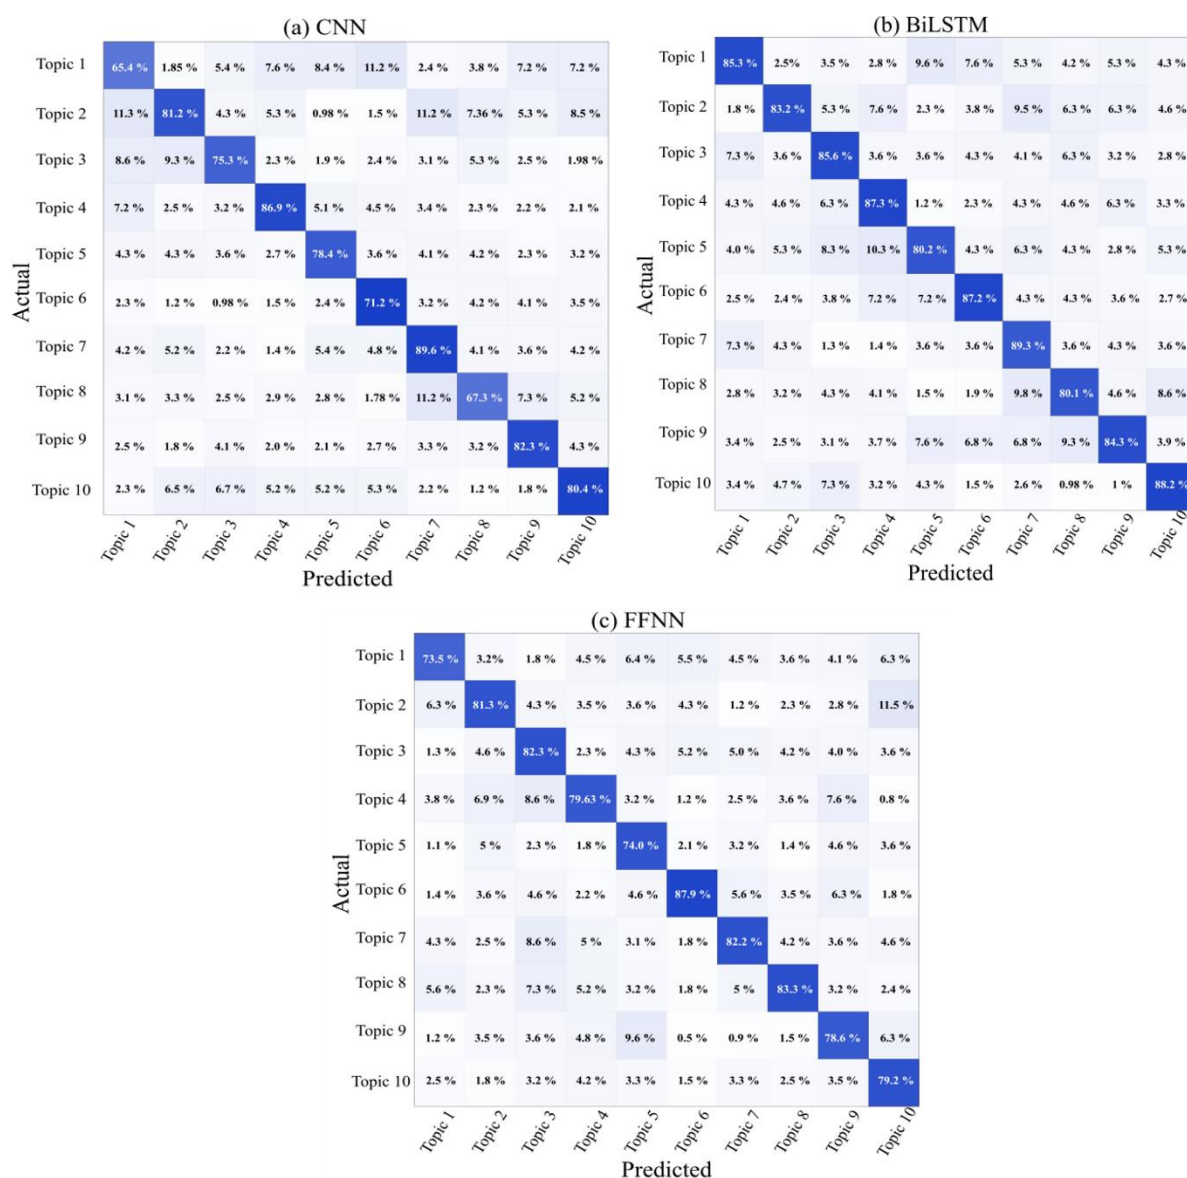 (a) CNN
Topic 1 65.4 % 1.85 % 5.4 % 7.6 % 8.4 % 11.2 % 2.4 % 3.8 % 7.2 % 7.2 %
Topic 2 11.3 % 81.2 % 4.3 % 5.3 % 0.98 % 1.5 % 11.2 % 7.36 % 5.3 % 8.5 %
Topic 3 8.6 % 9.3 % 75.3 % 2.3 % 1.9 % 2.4 % 3.1 % 5.3 % 2.5 % 1.98 %
Topic 4 7.2 % 2.5 % 3.2 % 86.9 % 5.1 % 4.5 % 3.4 % 2.3 % 2.2 % 2.1 %
Topic 5 4.3 % 4.3 % 3.6 % 2.7 % 78.4 % 3.6 % 4.1 % 4.2 % 2.3 % 3.2 %
Topic 6 2.3 % 1.2 % 0.98 % 1.5 % 2.4 % 71.2 % 3.2 % 4.2 % 4.1 % 3.5 %
Topic 7 4.2 % 5.2 % 2.2 % 1.4 % 5.4 % 4.8 % 89.6 % 4.1 % 3.6 % 4.2 %
Topic 8 3.1 % 3.3 % 2.5 % 2.9 % 2.8 % 1.78 % 11.2 % 67.3 % 7.3 % 5.2 %
Topic 9 2.5 % 1.8 % 4.1 % 2.0 % 2.1 % 2.7 % 3.3 % 3.2 % 82.3 % 4.3 %
Topic 10 2.3 % 6.5 % 6.7 % 5.2 % 5.2 % 5.3 % 2.2 % 1.2 % 1.8 % 80.4 %
Actual
Topic 1 Topic 2 Topic 3 Topic 4 Topic 5 Topic 6 Topic 7 Topic 8 Topic 9 Topic 10
Predicted
(b) BiLSTM
Topic 1 85.3 % 2.5% 3.5 % 2.8 % 9.6 % 7.6 % 5.3 % 4.2 % 5.3 % 4.3 %
Topic 2 1.8 % 83.2 % 5.3 % 7.6 % 2.3 % 3.8 % 9.5 % 6.3 % 6.3 % 4.6 %
Topic 3 7.3 % 3.6 % 85.6 % 3.6 % 3.6 % 4.3 % 4.1 % 6.3 % 3.2 % 2.8 %
Topic 4 4.3 % 4.6 % 6.3 % 87.3 % 1.2 % 2.3 % 4.3 % 4.6 % 6.3 % 3.3 %
Topic 5 4.0 % 5.3 % 8.3 % 10.3 % 80.2 % 4.3 % 6.3 % 4.3 % 2.8 % 5.3 %
Topic 6 2.5 % 2.4 % 3.8 % 7.2 % 7.2 % 87.2 % 4.3 % 4.3 % 3.6 % 2.7 %
Topic 7 7.3 % 4.3 % 1.3 % 1.4 % 3.6 % 3.6 % 89.3 % 3.6 % 4.3 % 3.6 %
Topic 8 2.8 % 3.2 % 4.3 % 4.1 % 1.5 % 1.9 % 9.8 % 80.1 % 4.6 % 8.6 %
Topic 9 3.4 % 2.5 % 3.1 % 3.7 % 7.6 % 6.8 % 6.8 % 9.3 % 84.3 % 3.9 %
Topic 10 3.4 % 4.7 % 7.3 % 3.2 % 4.3 % 1.5 % 2.6 % 0.98 % 1 % 88.2 %
Actual
Topic 1 Topic 2 Topic 3 Topic 4 Topic 5 Topic 6 Topic 7 Topic 8 Topic 9 Topic 10
Predicted
(c) FFNN
Topic 1 73.5 % 3.2% 1.8 % 4.5 % 6.4 % 5.5 % 4.5 % 3.6 % 4.1 % 6.3 %
Topic 2 6.3 % 81.3 % 4.3 % 3.5 % 3.6 % 4.3 % 1.2 % 2.3 % 2.8 % 11.5 %
Topic 3 1.3 % 4.6 % 82.3 % 2.3 % 4.3 % 5.2 % 5.0 % 4.2 % 4.0 % 3.6 %
Topic 4 3.8 % 6.9 % 8.6 % 79.63 % 3.2 % 1.2 % 2.5 % 3.6 % 7.6 % 0.8 %
Topic 5 1.1 % 5 % 2.3 % 1.8 % 74.0 % 2.1 % 3.2 % 1.4 % 4.6 % 3.6 %
Topic 6 1.4 % 3.6 % 4.6 % 2.2 % 4.6 % 87.9 % 5.6 % 3.5 % 6.3 % 1.8 %
Topic 7 4.3 % 2.5 % 8.6 % 5 % 3.1 % 1.8 % 82.2 % 4.2 % 3.6 % 4.6 %
Topic 8 5.6 % 2.3 % 7.3 % 5.2 % 3.2 % 1.8 % 5 % 83.3 % 3.2 % 2.4 %
Topic 9 1.2 % 3.5 % 3.6 % 4.8 % 9.6 % 0.5 % 0.9 % 1.5 % 78.6 % 6.3 %
Topic 10 2.5 % 1.8 % 3.2 % 4.2 % 3.3 % 1.5 % 3.3 % 2.5 % 3.5 % 79.2 %
Actual
Topic 1 Topic 2 Topic 3 Topic 4 Topic 5 Topic 6 Topic 7 Topic 8 Topic 9 Topic 10
Predicted